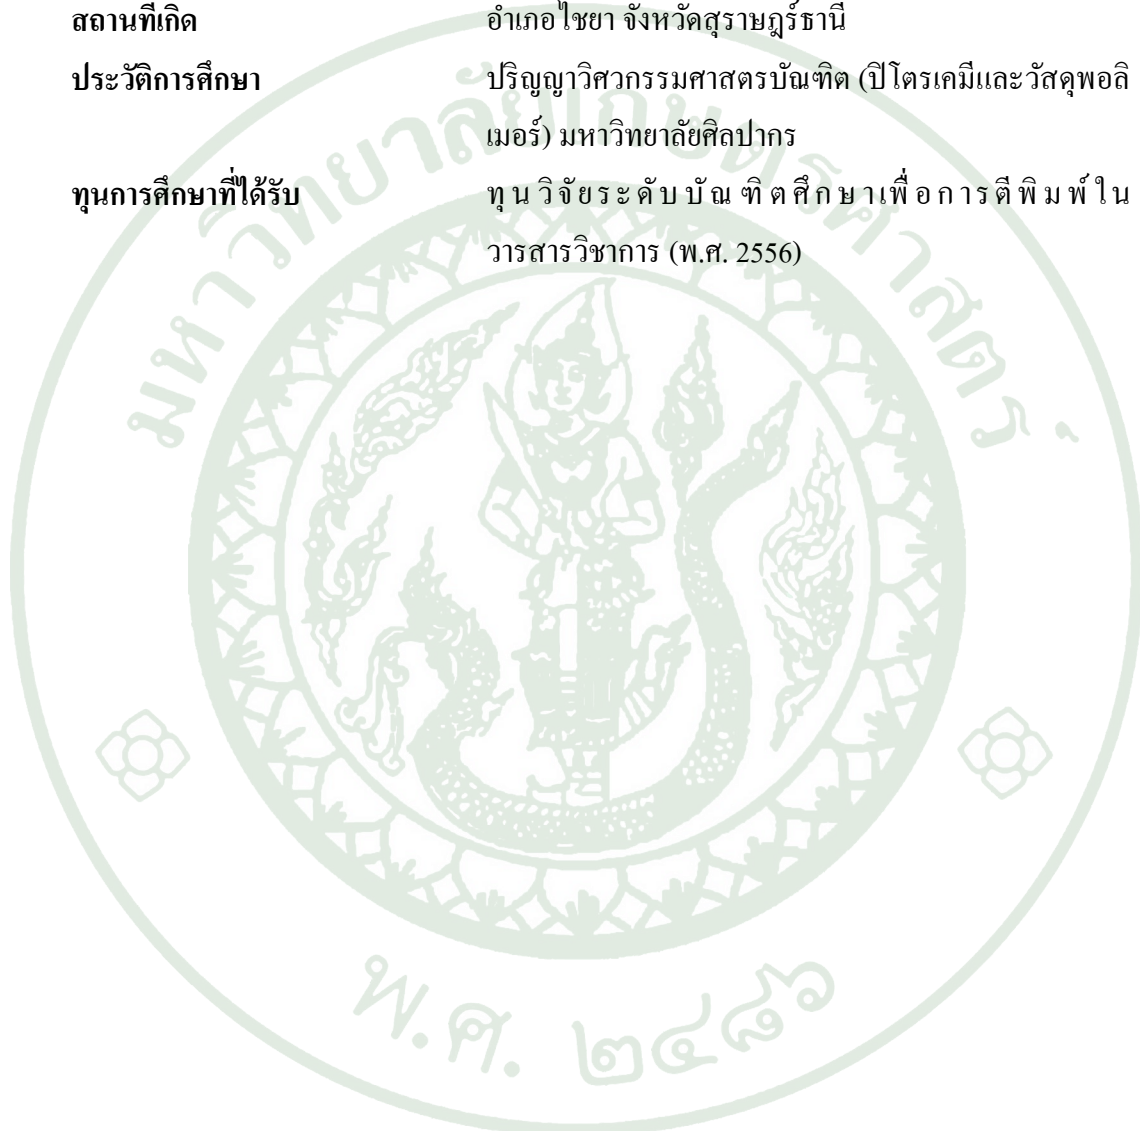 สถานที่เกิด อำเภอไชยา จังหวัดสุราษฎร์ธานี
ประวัติการศึกษา ปริญญาวิศวกรรมศาสตรบัณฑิต (ปิโตรเคมีและวัสดุพอลิ
เมอร์) มหาวิทยาลัยศิลปากร
ทุนการศึกษาที่ได้รับ ทุนวิจัยระดับบัณฑิตศึกษาเพื่อการตีพิมพ์ใน
วารสารวิชาการ (พ.ศ. 2556)
มหาวิทยาลัยเกษตรศาสตร์
พ.ศ. ๒๔๘๖